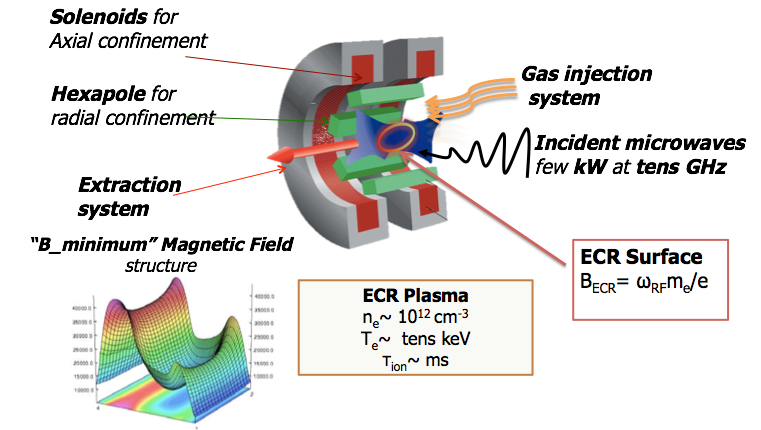 Solenoids for
Axial confinement
Hexapole for
radial confinement
Extraction
system
Gas injection
system
Incident microwaves
few kW at tens GHz
"B_minimum" Magnetic Field
structure
ECR Plasma
nₑ~ 10¹² cm⁻³
Tₑ~ tens keV
τion~ ms
ECR Surface
BECR= ωRFmₑ/e